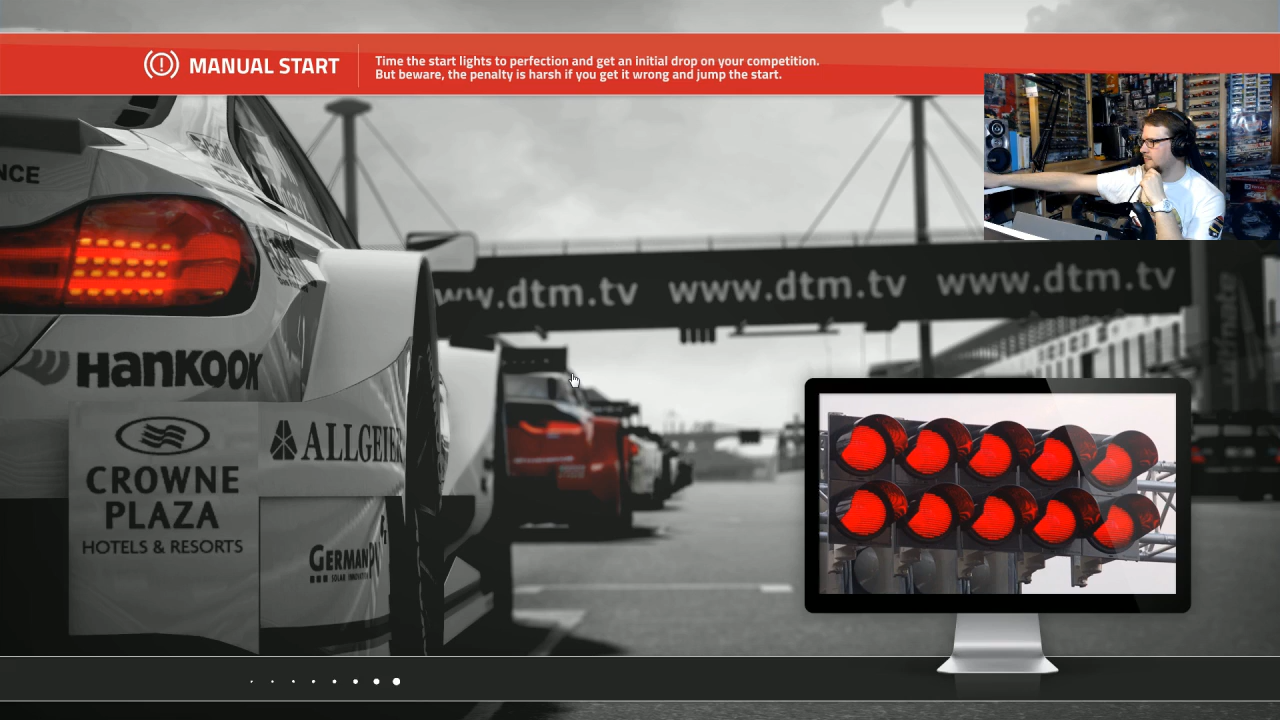 MANUAL START
Time the start lights to perfection and get an initial drop on your competition.
But beware, the penalty is harsh if you get it wrong and jump the start.
NCE
www.dtm.tv www.dtm.tv www.dtm.tv
HANKOOK
CROWNE
PLAZA
HOTELS & RESORTS
ALLGEIER
GERMAN